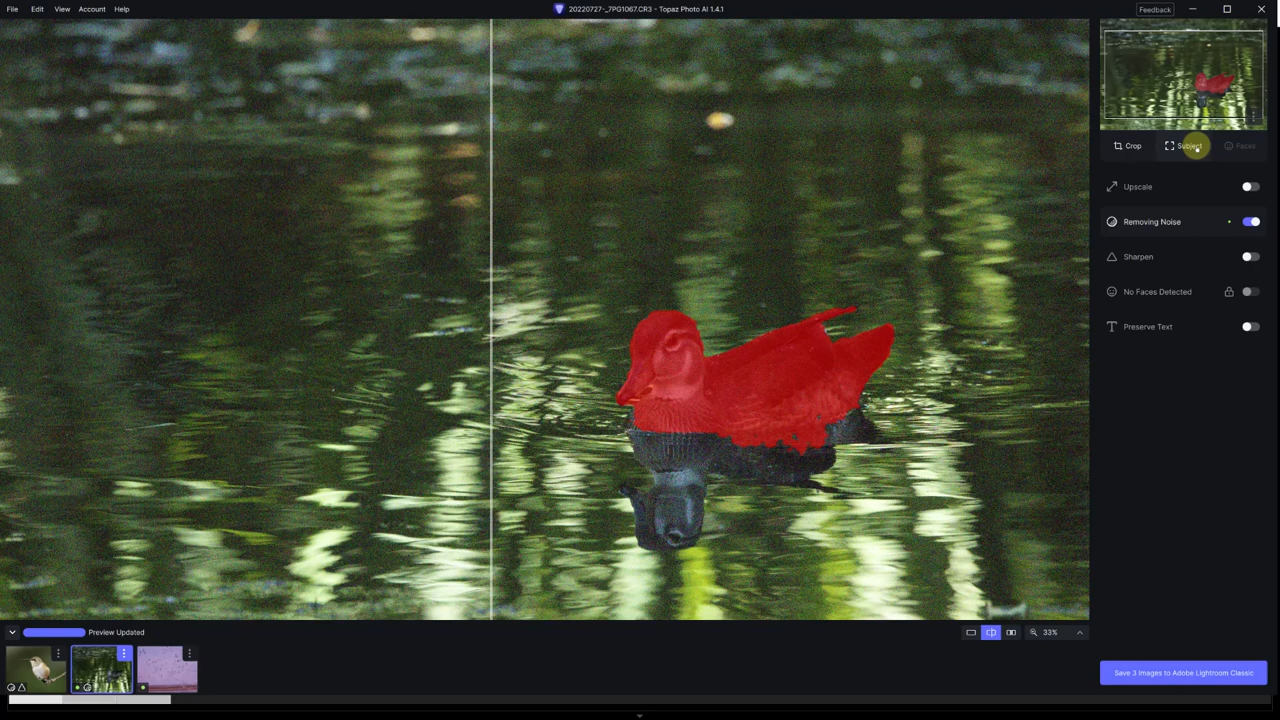 File Edit View Account Help
20220727-_7PG1067.CR3 - Topaz Photo AI 1.4.1
Feedback
Crop Subject Faces
Upscale
Removing Noise
Sharpen
No Faces Detected
Preserve Text
Preview Updated
33%
Save 3 Images to Adobe Lightroom Classic